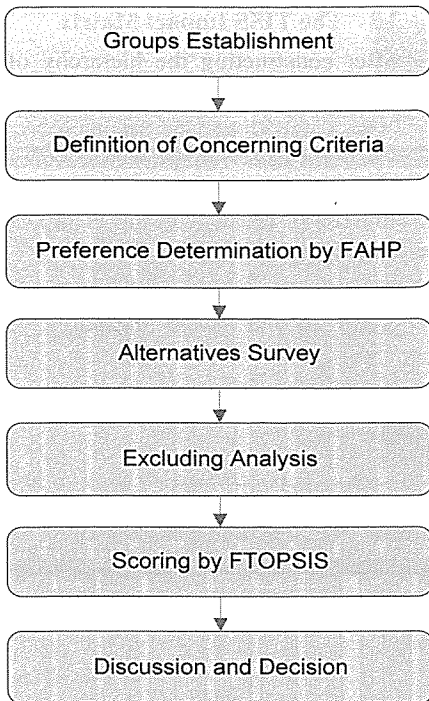 Groups Establishment
Definition of Concerning Criteria
Preference Determination by FAHP
Alternatives Survey
Excluding Analysis
Scoring by FTOPSIS
Discussion and Decision